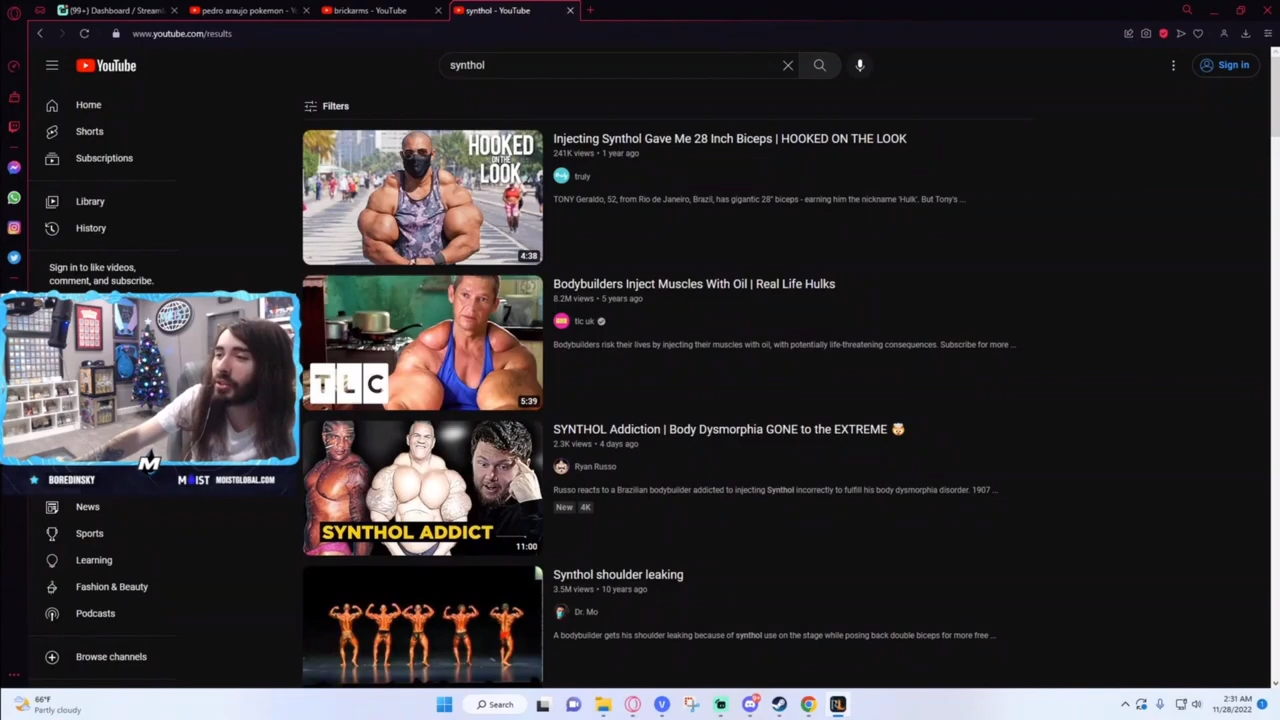 (99+) Dashboard / Stream
pedro araujo pokemon - Y
brickarms - YouTube
synthol - YouTube
www.youtube.com/results
YouTube
synthol
Sign in
Home
Shorts
Subscriptions
Library
History
Sign in to like videos,
comment, and subscribe.
BOREDINSKY
MOIST
MOISTGLOBAL.COM
News
Sports
Learning
Fashion & Beauty
Podcasts
Browse channels
Filters
HOOKED
ON THE
LOOK
4:38
Injecting Synthol Gave Me 28 Inch Biceps | HOOKED ON THE LOOK
241K views • 1 year ago
truly
TONY Geraldo, 52, from Rio de Janeiro, Brazil, has gigantic 28" biceps - earning him the nickname 'Hulk'. But Tony's ...
TLC
5:39
Bodybuilders Inject Muscles With Oil | Real Life Hulks
8.2M views • 5 years ago
tlc uk
Bodybuilders risk their lives by injecting their muscles with oil, with potentially life-threatening consequences. Subscribe for more ...
SYNTHOL ADDICT
11:00
SYNTHOL Addiction | Body Dysmorphia GONE to the EXTREME 🤯
2.3K views • 4 days ago
Ryan Russo
Russo reacts to a Brazilian bodybuilder addicted to injecting Synthol incorrectly to fulfill his body dysmorphia disorder. 1907 ...
New
4K
Synthol shoulder leaking
3.5M views • 10 years ago
Dr. Mo
A bodybuilder gets his shoulder leaking because of synthol use on the stage while posing back double biceps for more free ...
66°F
Partly cloudy
Search
2:31 AM
11/28/2022